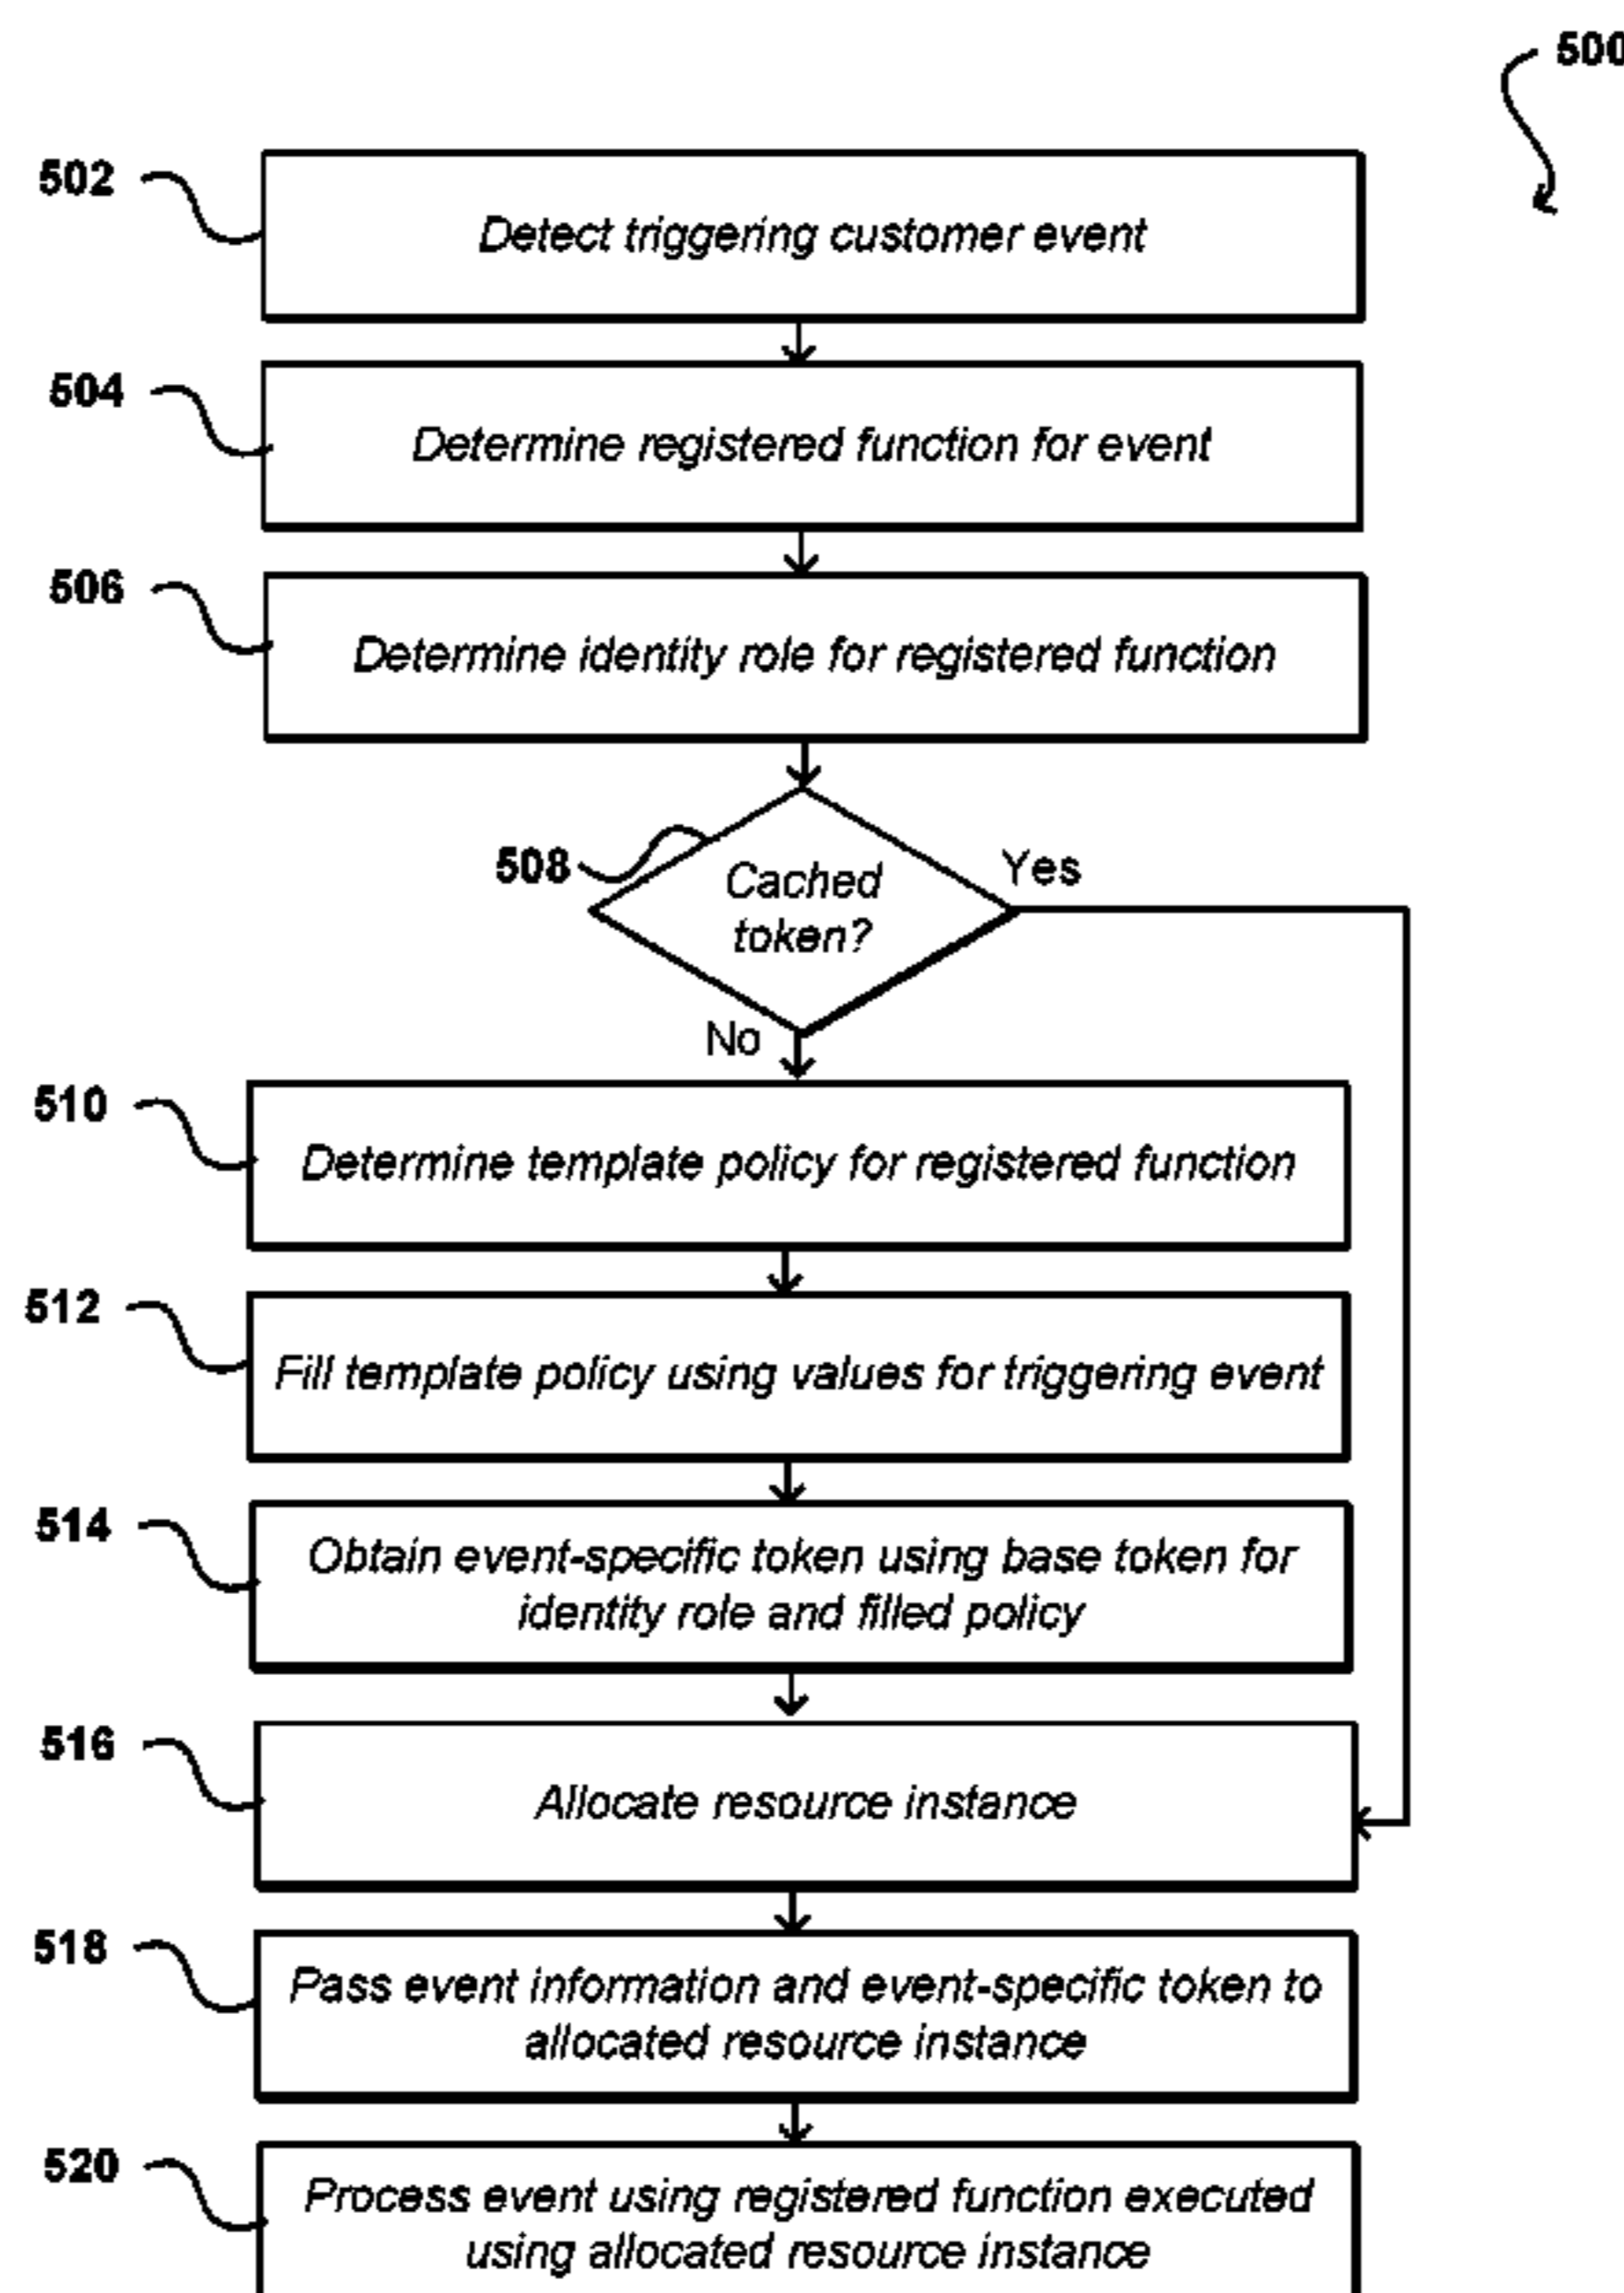 500
502
Detect triggering customer event
504
Determine registered function for event
506
Determine identity role for registered function
508
Cached
token?
Yes
No
510
Determine template policy for registered function
512
Fill template policy using values for triggering event
514
Obtain event-specific token using base token for
identity role and filled policy
516
Allocate resource instance
518
Pass event information and event-specific token to
allocated resource instance
520
Process event using registered function executed
using allocated resource instance